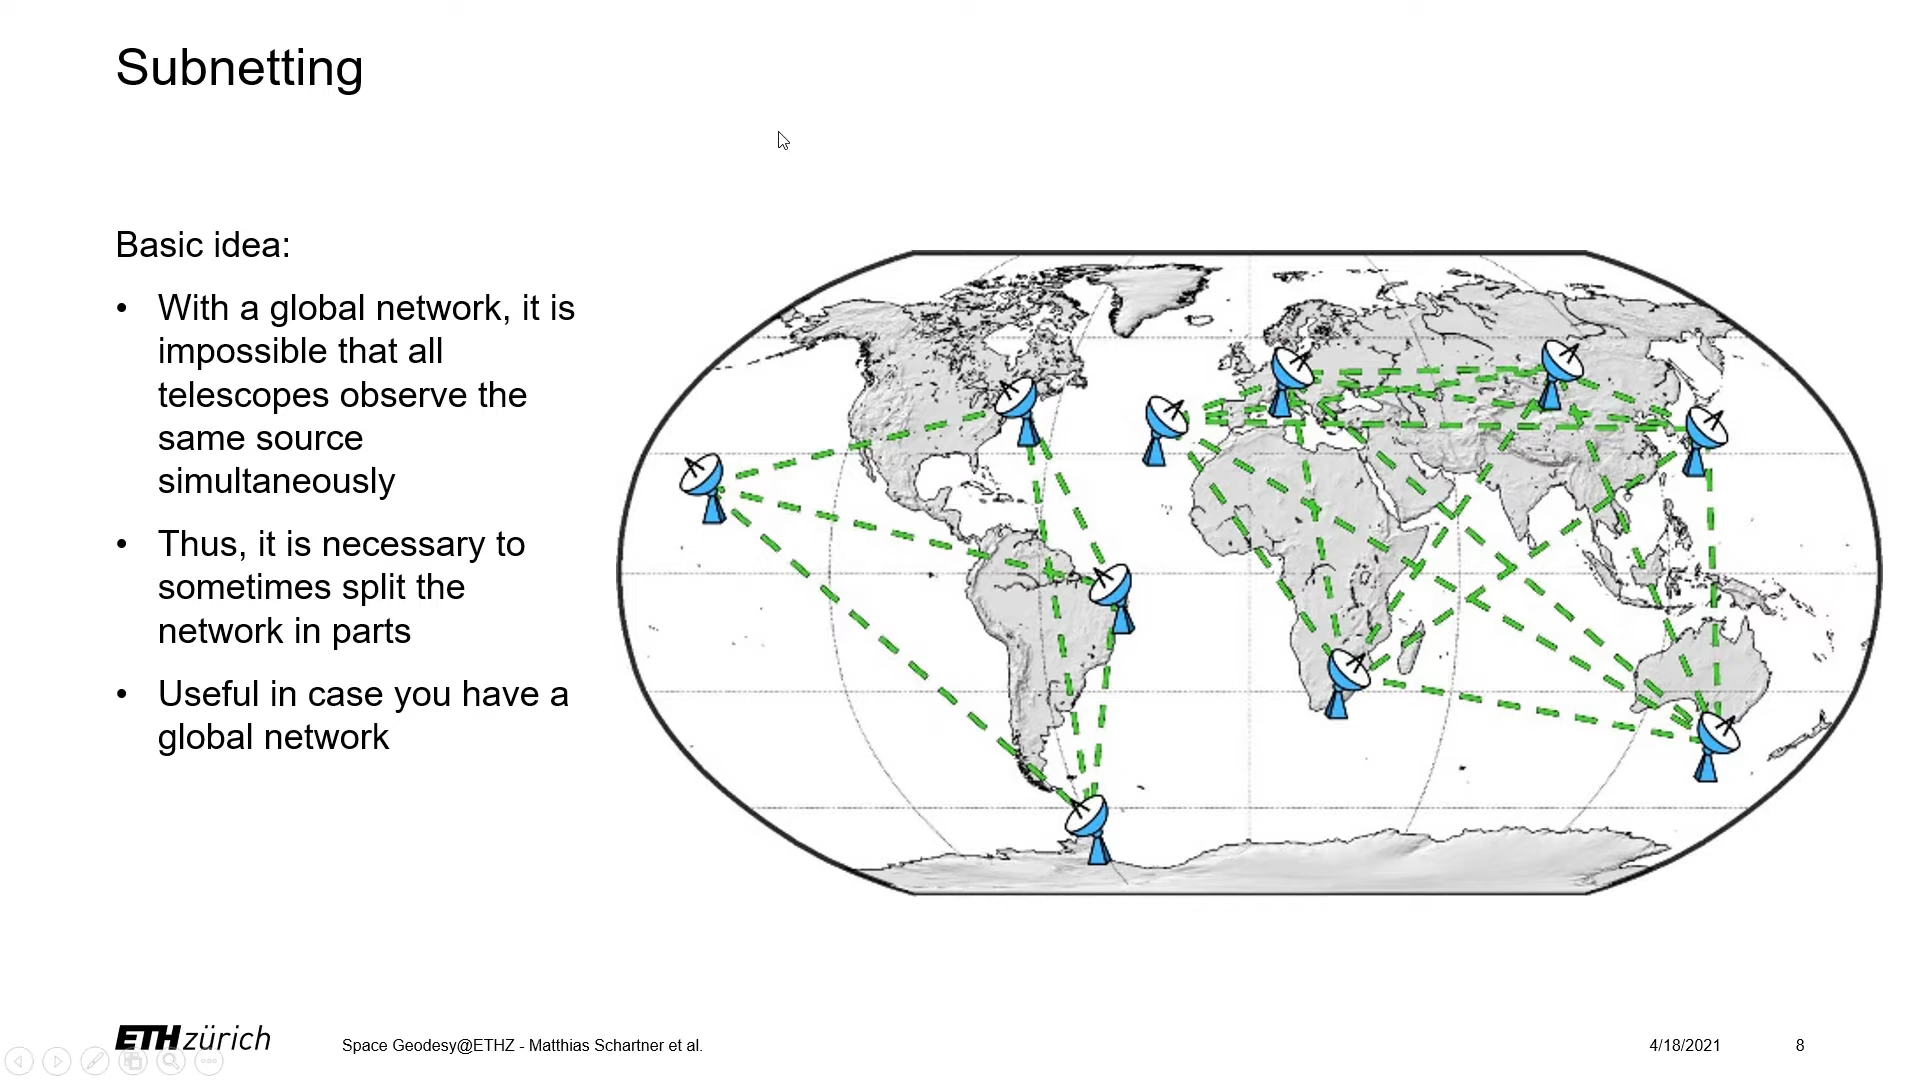 Subnetting
Basic idea:
• With a global network, it is
impossible that all
telescopes observe the
same source
simultaneously
• Thus, it is necessary to
sometimes split the
network in parts
• Useful in case you have a
global network
ETH zürich
Space Geodesy@ETHZ - Matthias Schartner et al.
4/18/2021
8